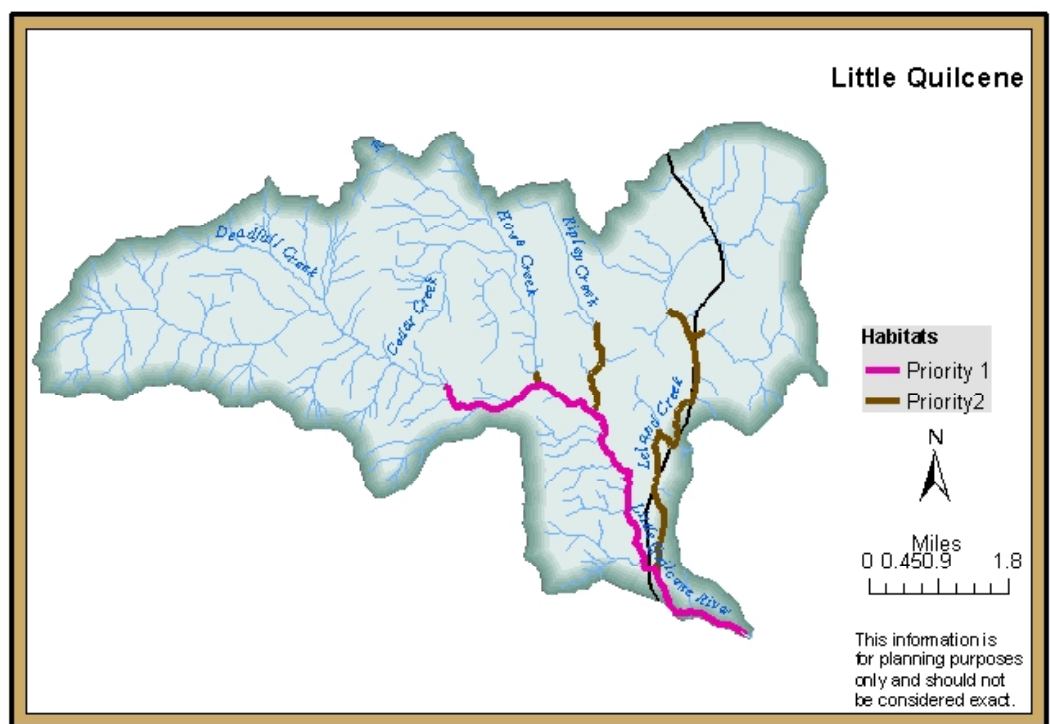 Little Quilcene
Deadfall Creek
Howe Creek
Ripley Creek
Cedar Creek
Leland Creek
River
Habitats
Priority 1
Priority2
N
Miles
0 0.450.9 1.8
This information is
for planning purposes
only and should not
be considered exact.